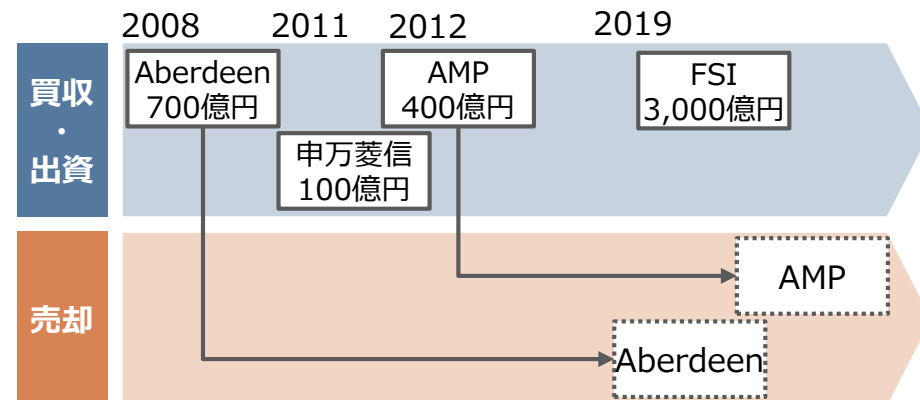 2008
2011
2012
2019
買収
・
出資
Aberdeen
700億円
申万菱信
100億円
AMP
400億円
FSI
3,000億円
売却
AMP
Aberdeen